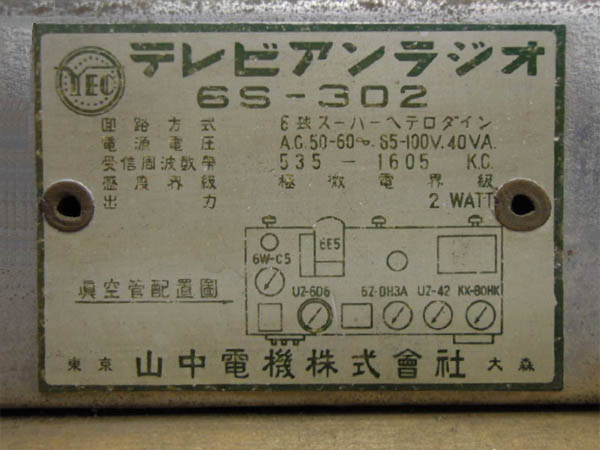 YEC
テレビアンラジオ
6S-302
回路方式 6球スーパーヘテロダイン
電源電圧 A.C. 50-60~. 85-100V. 40VA.
受信周波数帯 535 - 1605 K.C.
感度界級 極微電界級
出力 2 WATT
6W-C5 6E5
UZ-6D6 6Z-DH3A UZ-42 KX-80HK
眞空管配置圖
東京 山中電機株式會社 大森